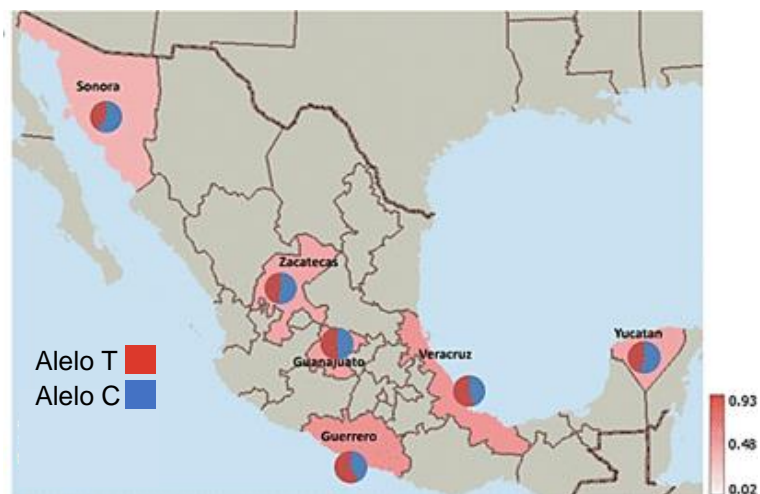 Sonora
Zacatecas
Guanajuato
Veracruz
Yucatan
Guerrero
Alelo T
Alelo C
0.93
0.48
0.02